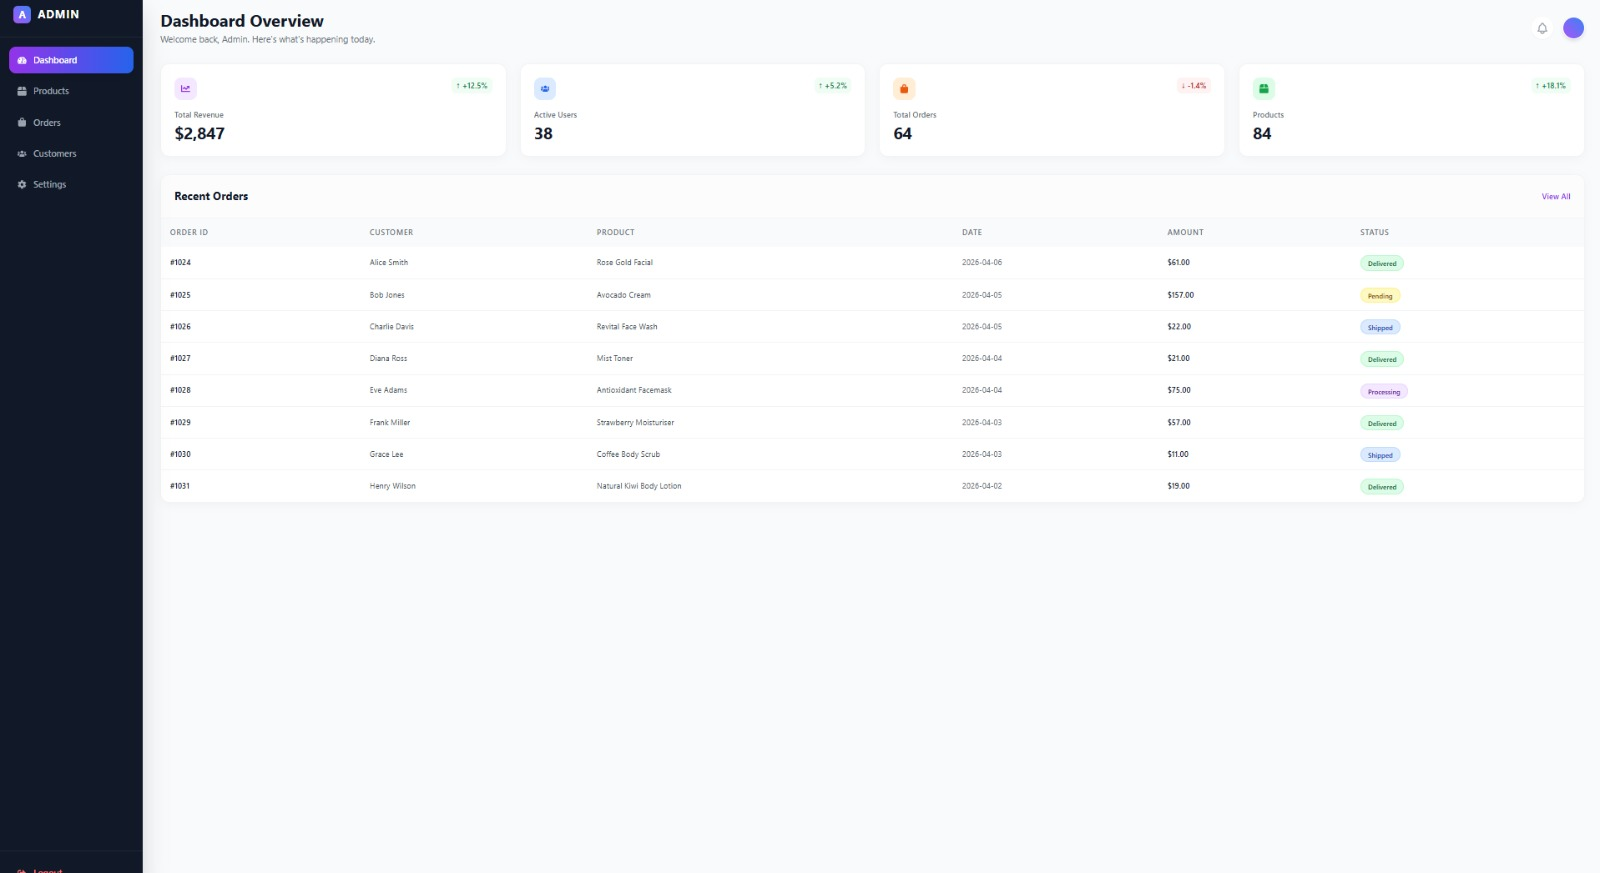 A ADMIN
Dashboard
Products
Orders
Customers
Settings
Logout
Dashboard Overview
Welcome back, Admin. Here's what's happening today.
↑ +12.5%
Total Revenue
$2,847
↑ +5.2%
Active Users
38
↓ -1.4%
Total Orders
64
↑ +18.1%
Products
84
Recent Orders View All
ORDER ID CUSTOMER PRODUCT DATE AMOUNT STATUS
#1024 Alice Smith Rose Gold Facial 2026-04-06 $61.00 Delivered
#1025 Bob Jones Avocado Cream 2026-04-05 $157.00 Pending
#1026 Charlie Davis Revital Face Wash 2026-04-05 $22.00 Shipped
#1027 Diana Ross Mist Toner 2026-04-04 $21.00 Delivered
#1028 Eve Adams Antioxidant Facemask 2026-04-04 $75.00 Processing
#1029 Frank Miller Strawberry Moisturiser 2026-04-03 $57.00 Delivered
#1030 Grace Lee Coffee Body Scrub 2026-04-03 $11.00 Shipped
#1031 Henry Wilson Natural Kiwi Body Lotion 2026-04-02 $19.00 Delivered